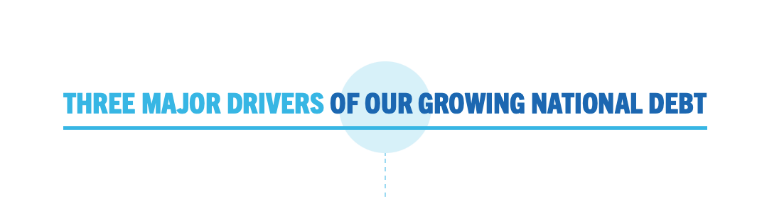 THREE MAJOR DRIVERS OF OUR GROWING NATIONAL DEBT